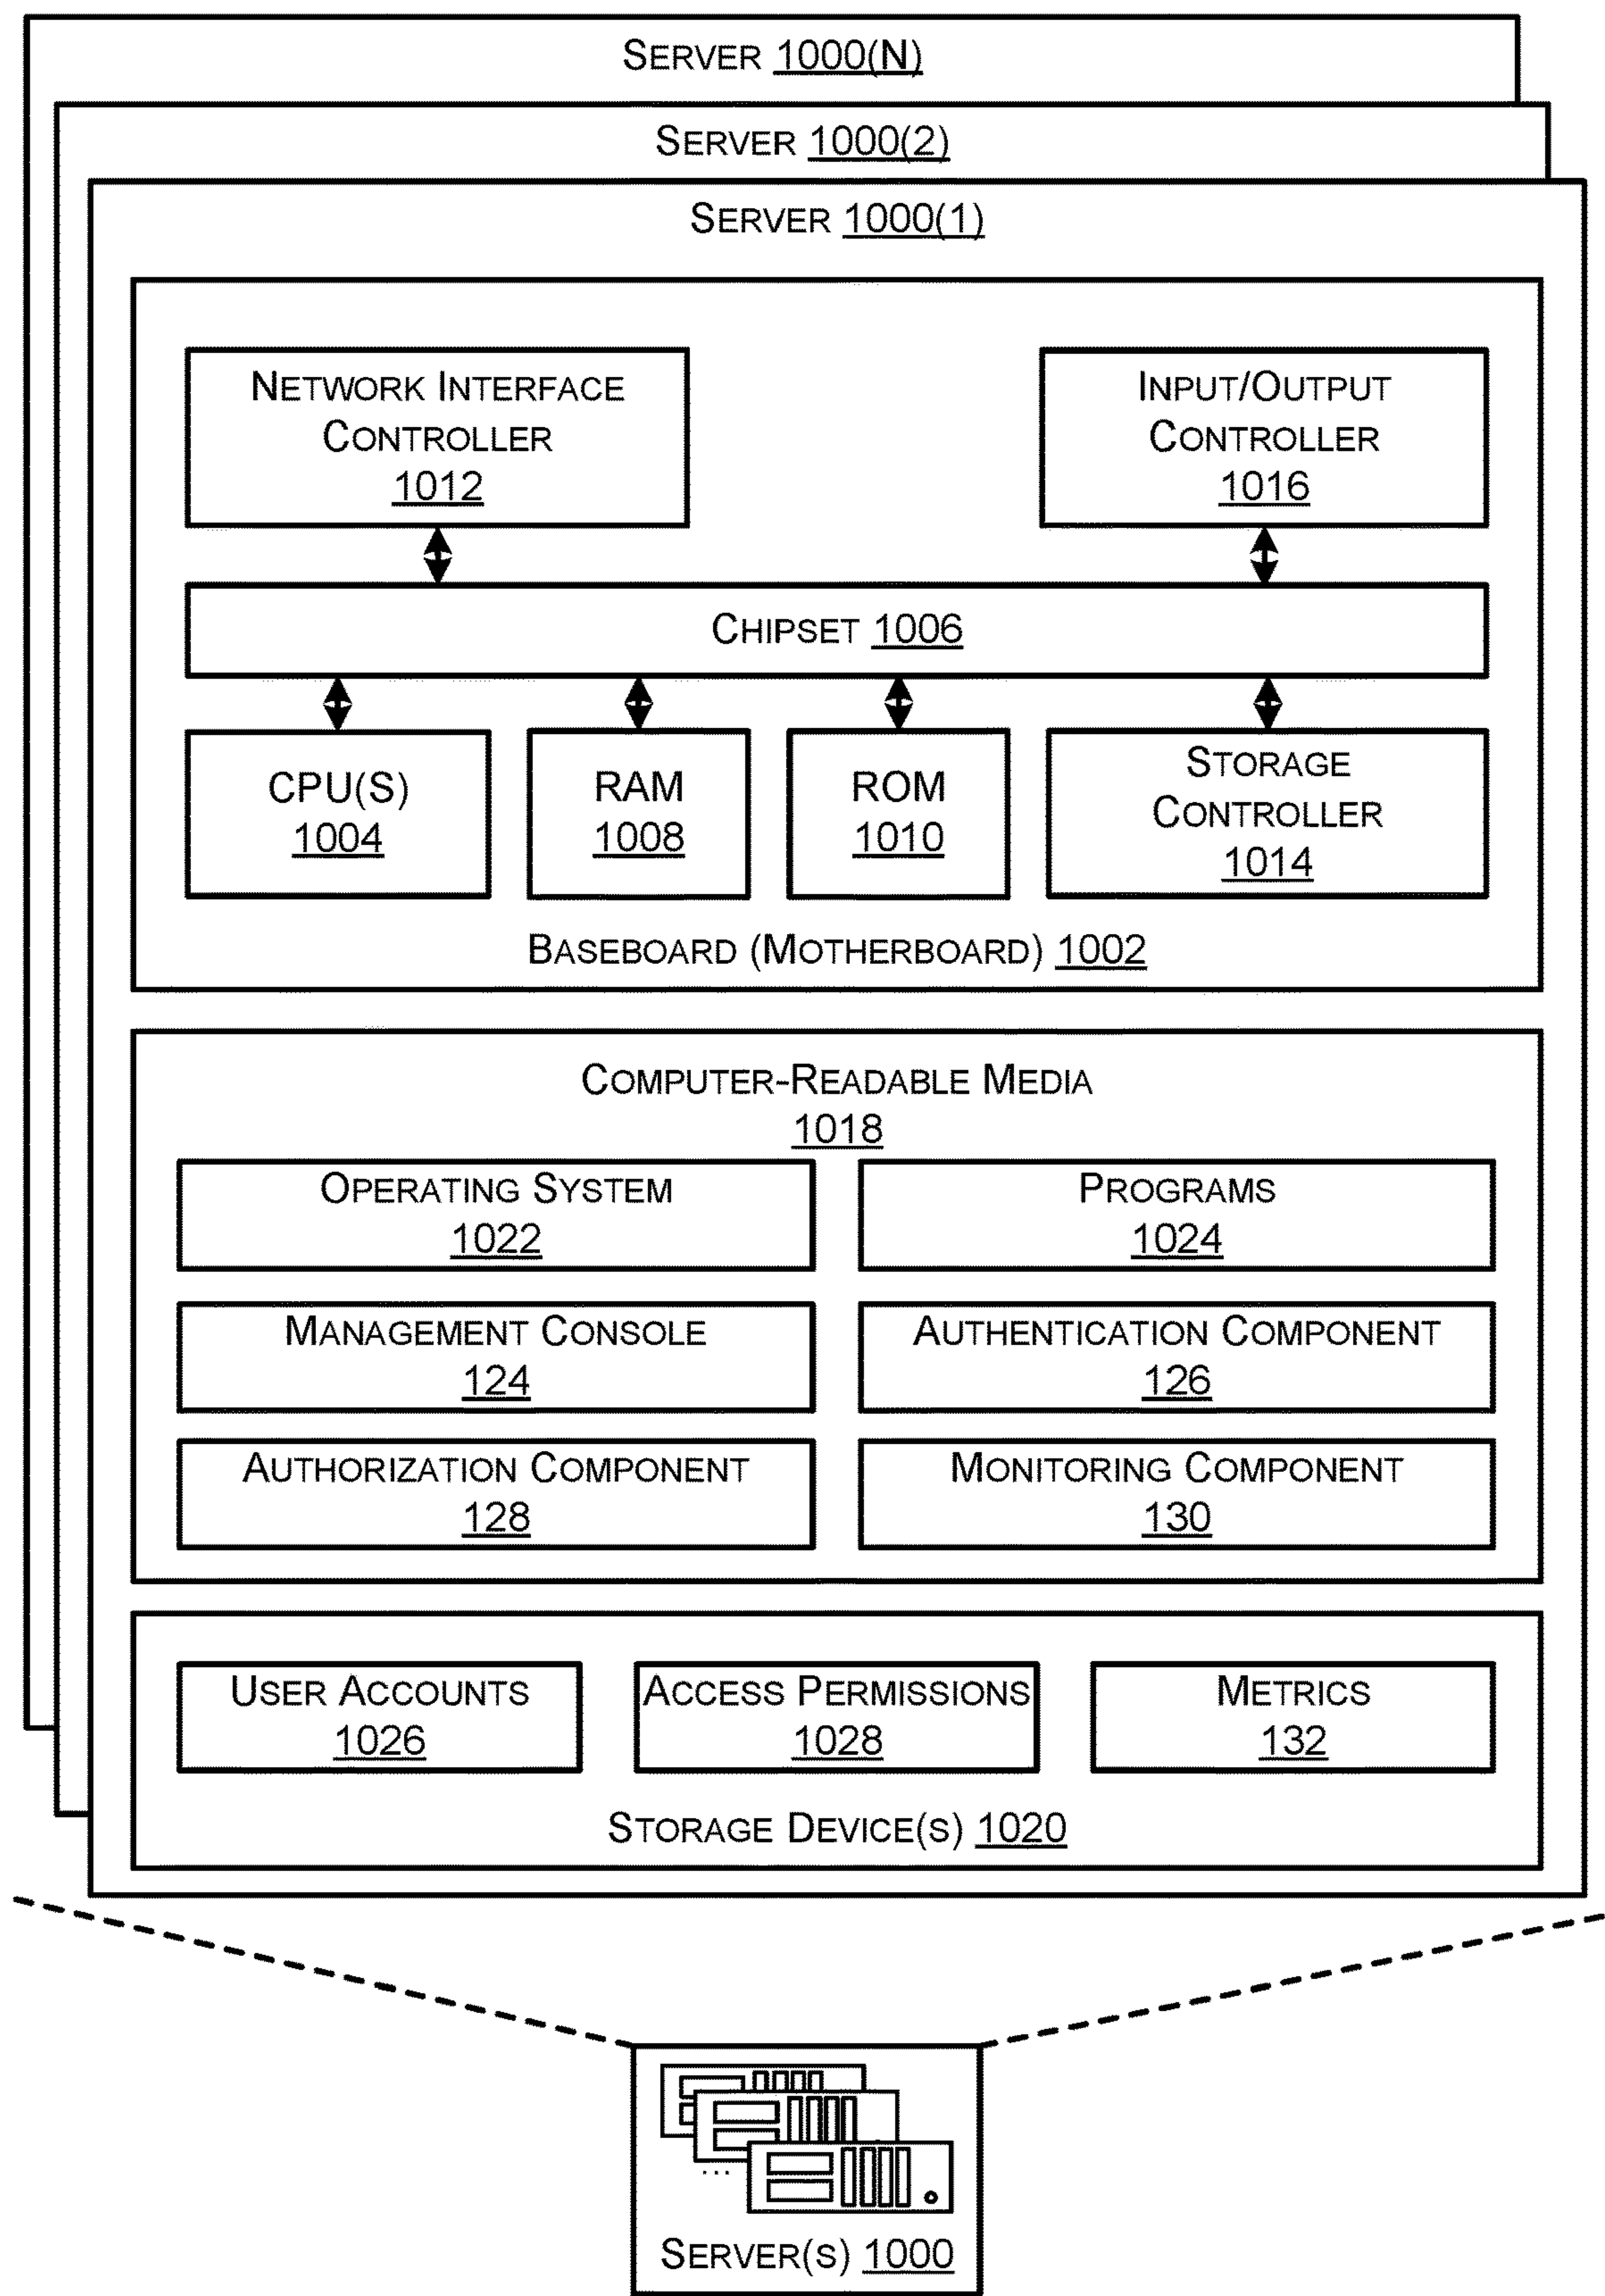 SERVER 1000(N)
SERVER 1000(2)
SERVER 1000(1)
NETWORK INTERFACE
CONTROLLER
1012
INPUT/OUTPUT
CONTROLLER
1016
CHIPSET 1006
CPU(S)
1004
RAM
1008
ROM
1010
STORAGE
CONTROLLER
1014
BASEBOARD (MOTHERBOARD) 1002
COMPUTER-READABLE MEDIA
1018
OPERATING SYSTEM
1022
PROGRAMS
1024
MANAGEMENT CONSOLE
124
AUTHENTICATION COMPONENT
126
AUTHORIZATION COMPONENT
128
MONITORING COMPONENT
130
USER ACCOUNTS
1026
ACCESS PERMISSIONS
1028
METRICS
132
STORAGE DEVICE(S) 1020
...
SERVER(S) 1000